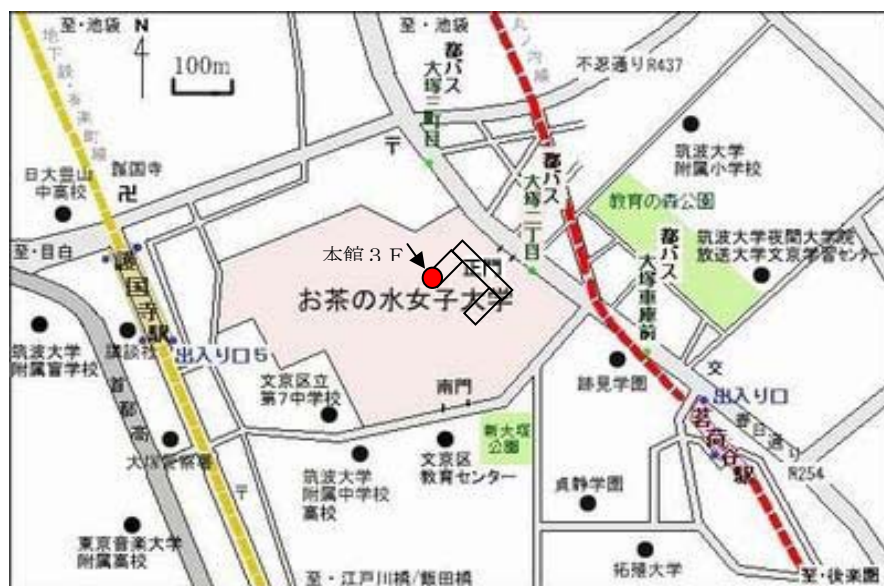 至・池袋
N
100m
地下鉄・有楽町線
至・池袋
丸ノ内線
都バス
大塚三町目
不忍通りR437
〒
日大豊山
中高校
護国寺
卍
都バス
大塚二丁目
筑波大学
附属小学校
教育の森公園
都バス
大塚車庫前
筑波大学夜間大学院
放送大学文京学習センター
至・目白
本館3F
正門
お茶の水女子大学
護国寺駅
筑波大学
附属盲学校
講談社
出入り口5
首都高
文京区立
第7中学校
南門
跡見学園
交
出入り口
茗荷谷駅
春日通り
R254
大塚警察署
〒
筑波大学
附属中学校
高校
文京区
教育センター
新大塚
公園
貞静学園
東京音楽大学
附属高校
拓殖大学
至・江戸川橋/飯田橋
至・後楽園